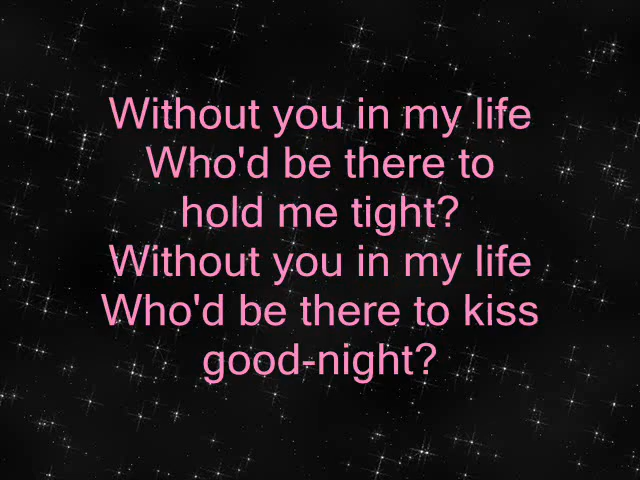 Without you in my life
Who'd be there to
hold me tight?
Without you in my life
Who'd be there to kiss
good-night?